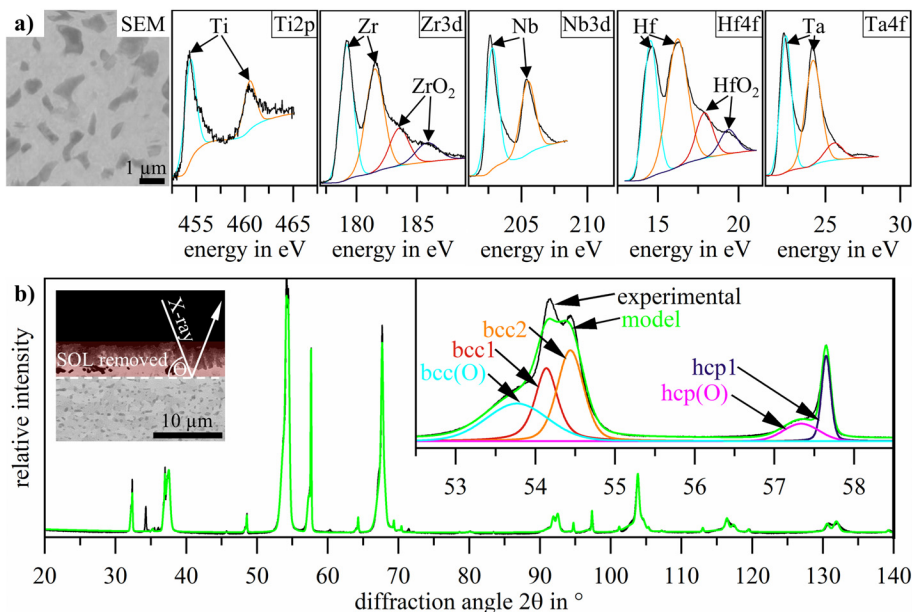 a)
SEM
1 µm
Ti2p
Ti
455 460 465
energy in eV
Zr3d
Zr
ZrO₂
180 185
energy in eV
Nb3d
Nb
205 210
energy in eV
Hf4f
Hf
HfO₂
15 20
energy in eV
Ta4f
Ta
25 30
energy in eV
b)
relative intensity
X-ray
SOL removed
Θ
10 µm
experimental
model
bcc2
bcc1
bcc(O)
hcp1
hcp(O)
53 54 55 56 57 58
20 30 40 50 60 70 80 90 100 110 120 130 140
diffraction angle 2θ in °